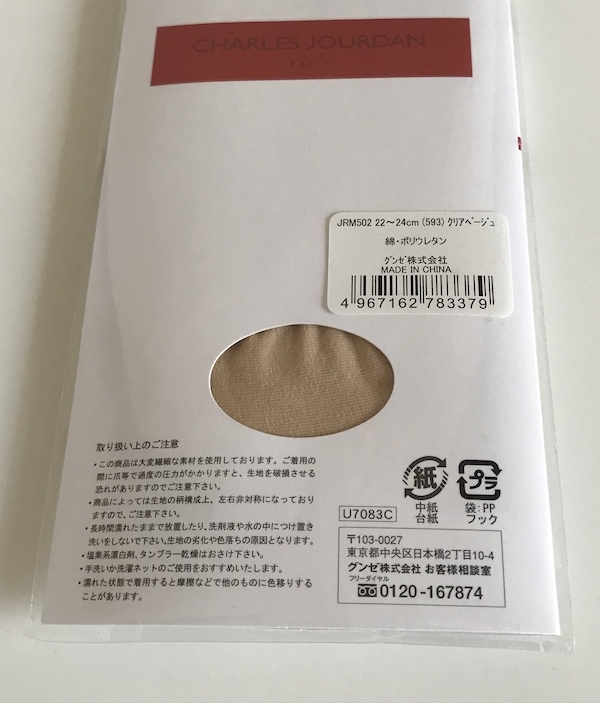 CHARLES JOURDAN
Paris
JRM502 22～24cm (593) ｸﾘｱﾍﾞｰｼﾞｭ
綿・ポリウレタン
グンゼ株式会社
MADE IN CHINA
4 967162 783379
取り扱い上のご注意
・この商品は大変繊細な素材を使用しております。ご着用の
際に爪等で過度の圧力がかかりますと、生地を破損させる
恐れがありますのでご注意下さい。
・商品によっては生地の柄構成上、左右非対称になっており
ますので、ご注意下さい。
・長時間濡れたままで放置したり、洗剤液や水の中につけ置き
洗いをしないで下さい。生地の劣化や色落ちの原因となります。
・塩素系漂白剤、タンブラー乾燥はおさけ下さい。
・手洗いか洗濯ネットのご使用をおすすめいたします。
・濡れた状態で着用すると摩擦などで他のものに色移りする
ことがあります。
紙
中紙
台紙
プラ
袋:PP
フック
U7083C
〒103-0027
東京都中央区日本橋2丁目10-4
グンゼ株式会社 お客様相談室
フリーダイヤル
0120-167874